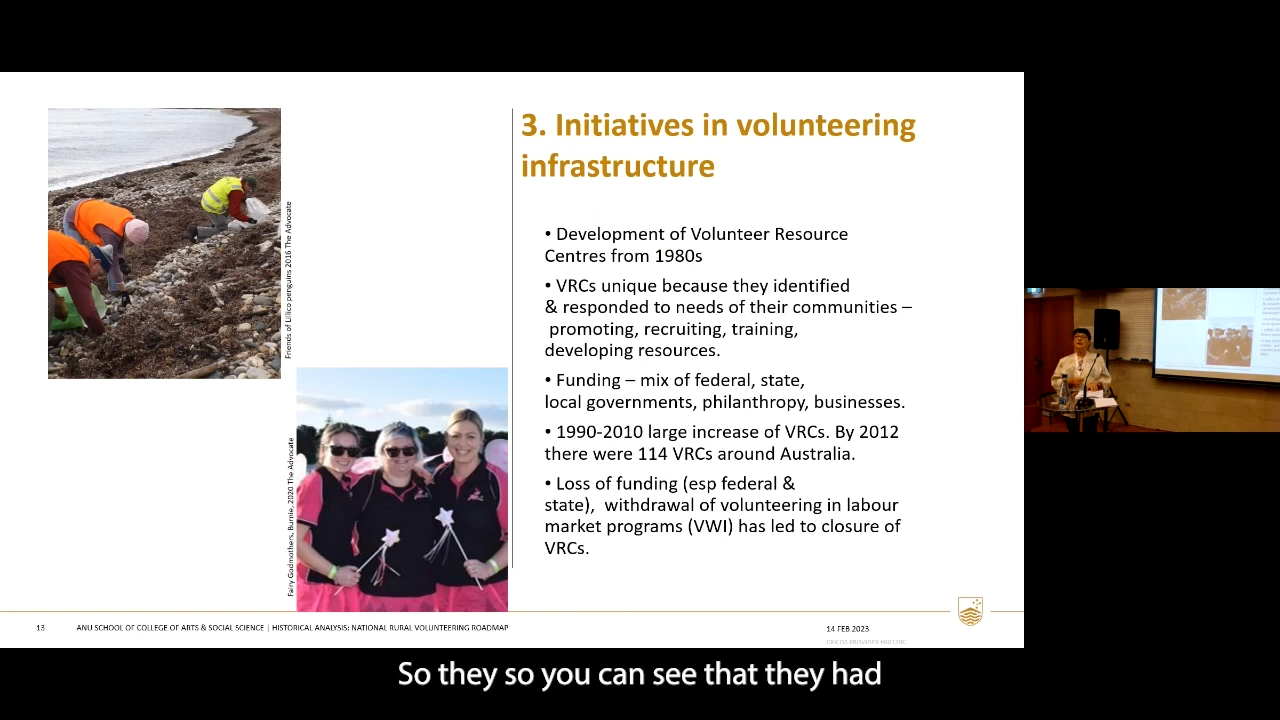 3. Initiatives in volunteering
infrastructure
• Development of Volunteer Resource
Centres from 1980s
• VRCs unique because they identified
& responded to needs of their communities –
promoting, recruiting, training,
developing resources.
• Funding – mix of federal, state,
local governments, philanthropy, businesses.
• 1990-2010 large increase of VRCs. By 2012
there were 114 VRCs around Australia.
• Loss of funding (esp federal &
state), withdrawal of volunteering in labour
market programs (VWI) has led to closure of
VRCs.
Friends of Lillico penguins 2016 The Advocate
Fairy Godmothers, Burnie, 2020 The Advocate
13
ANU SCHOOL OF COLLEGE OF ARTS & SOCIAL SCIENCE | HISTORICAL ANALYSIS: NATIONAL RURAL VOLUNTEERING ROADMAP
14 FEB 2023
CRICOS PROVIDER
So they so you can see that they had